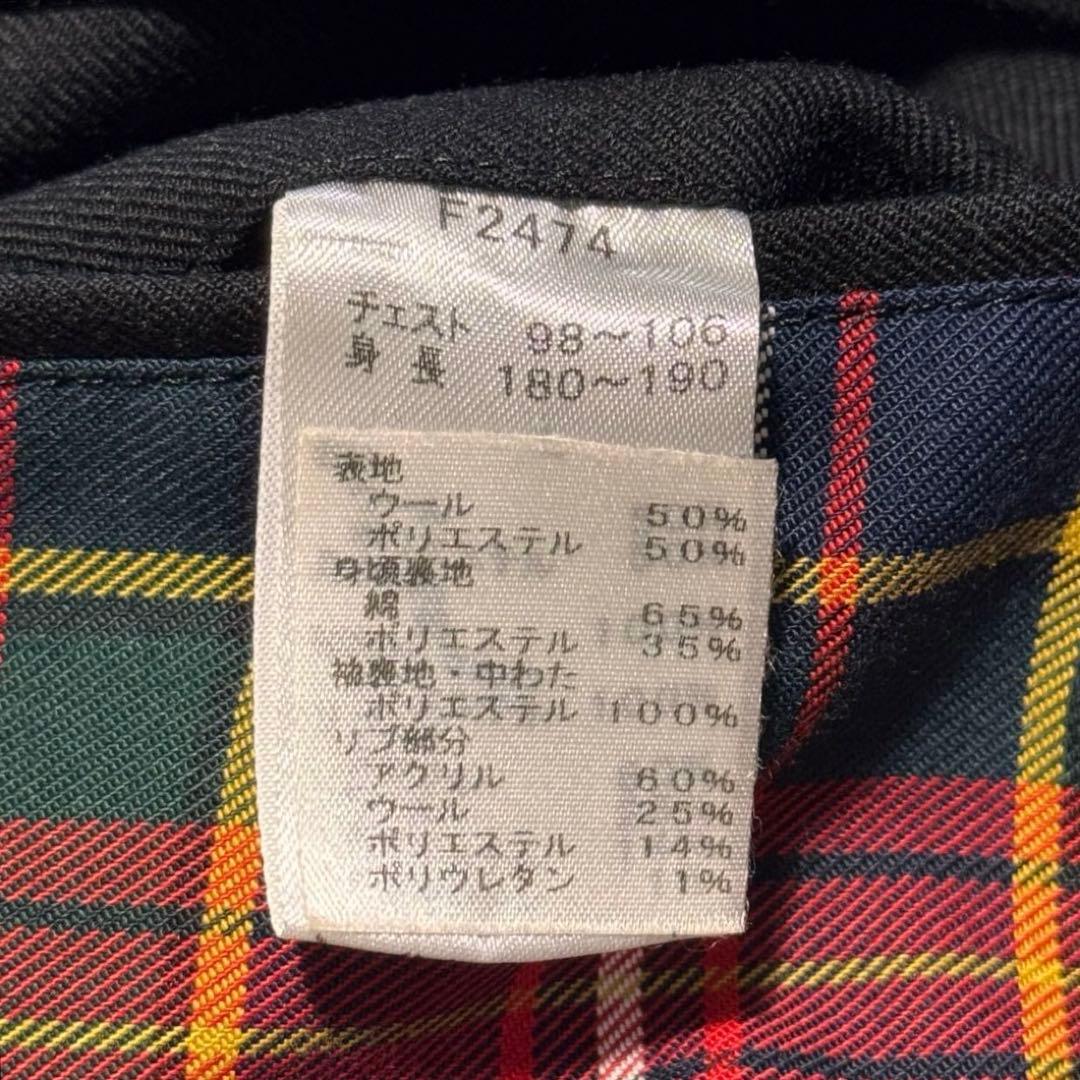 F2474
チェスト 98～106
身長 180～190
表地
ウール 50%
ポリエステル 50%
身頃裏地
綿 65%
ポリエステル 35%
袖裏地・中わた
ポリエステル 100%
リブ部分
アクリル 60%
ウール 25%
ポリエステル 14%
ポリウレタン 1%